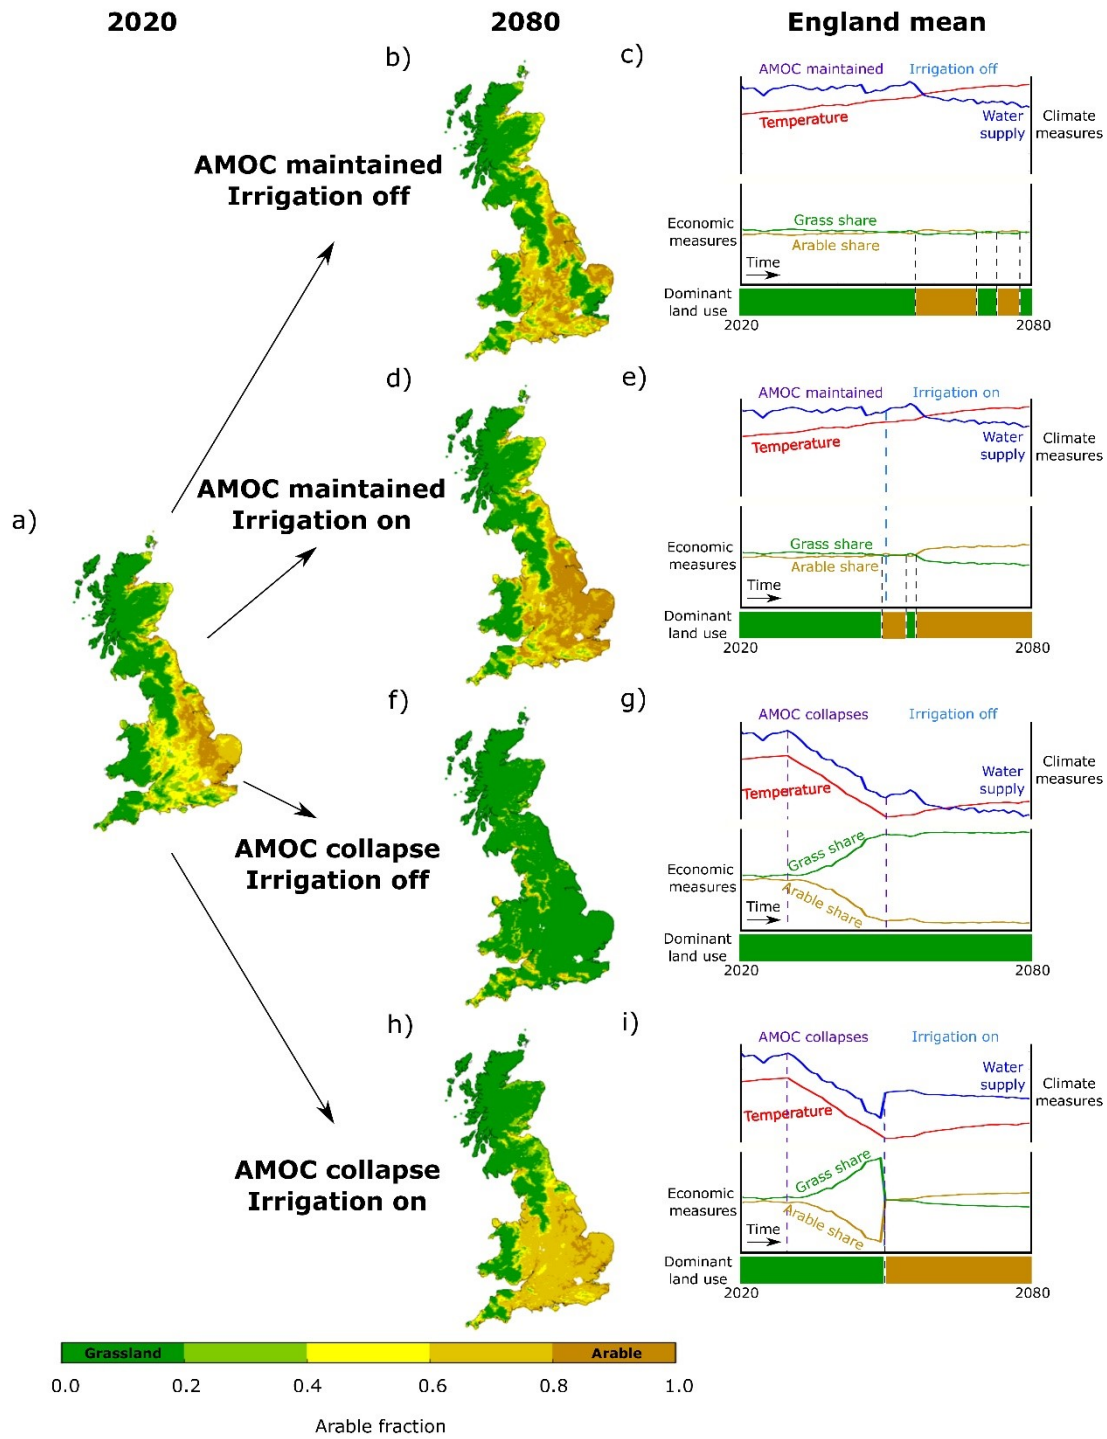 2020
2080
England mean
b)
c)
AMOC maintained
Irrigation off
AMOC maintained
Irrigation off
Temperature
Water
supply
Climate
measures
Economic
measures
Grass share
Arable share
Time
Dominant
land use
2020
2080
d)
e)
AMOC maintained
Irrigation on
AMOC maintained
Irrigation on
Temperature
Water
supply
Climate
measures
Economic
measures
Grass share
Arable share
Time
Dominant
land use
2020
2080
a)
f)
g)
AMOC collapse
Irrigation off
AMOC collapses
Irrigation off
Temperature
Water
supply
Climate
measures
Economic
measures
Grass share
Arable share
Time
Dominant
land use
2020
2080
h)
i)
AMOC collapse
Irrigation on
AMOC collapses
Irrigation on
Temperature
Water
supply
Climate
measures
Economic
measures
Grass share
Arable share
Time
Dominant
land use
2020
2080
Grassland
Arable
0.0
0.2
0.4
0.6
0.8
1.0
Arable fraction